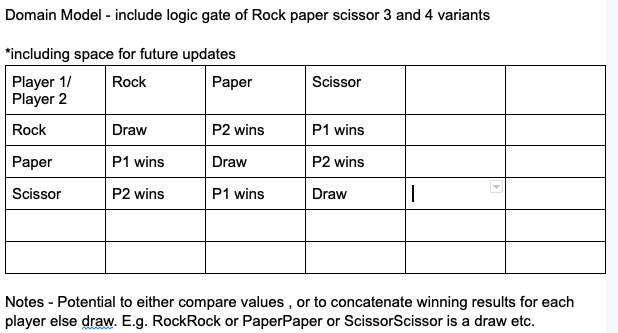 Domain Model - include logic gate of Rock paper scissor 3 and 4 variants
*including space for future updates
Player 1/ Rock Paper Scissor
Player 2
Rock Draw P2 wins P1 wins
Paper P1 wins Draw P2 wins
Scissor P2 wins P1 wins Draw
Notes - Potential to either compare values , or to concatenate winning results for each
player else draw. E.g. RockRock or PaperPaper or ScissorScissor is a draw etc.